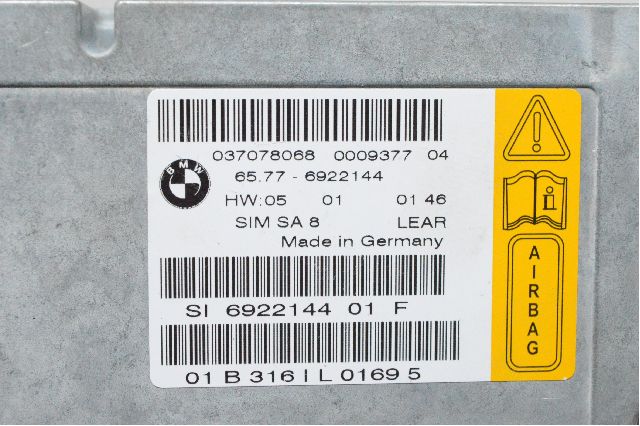 037078068 0009377 04
BMW
65.77 - 6922144
HW:05 01 01 46
SIM SA 8 LEAR
Made in Germany
SI 6922144 01 F
01 B 316 I L 0169 5
AIRBAG